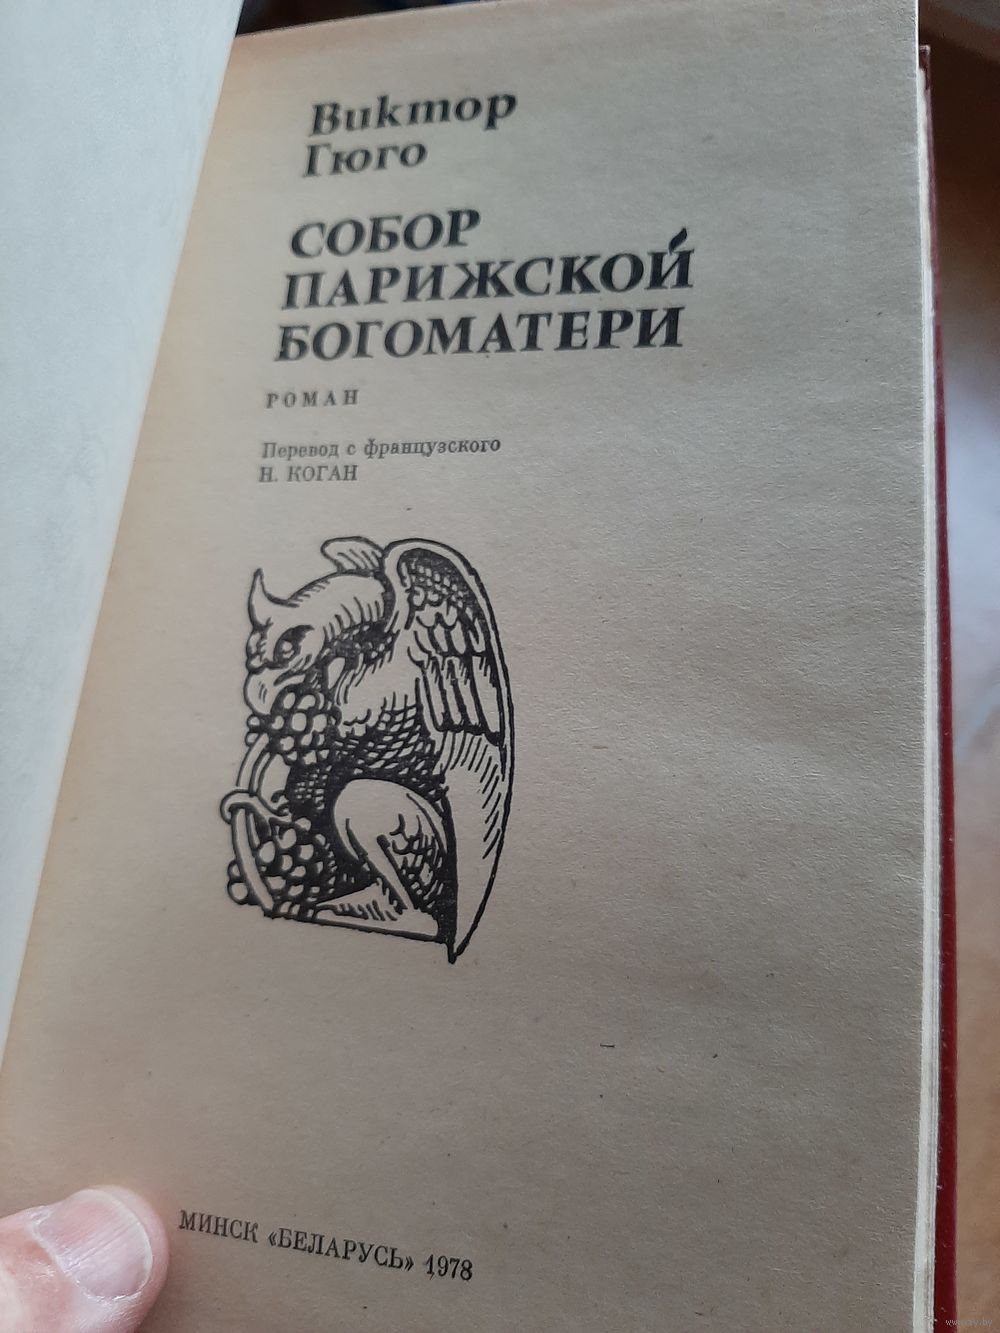 Виктор
Гюго
СОБОР
ПАРИЖСКОЙ
БОГОМАТЕРИ
РОМАН
Перевод с французского
Н. КОГАН
МИНСК «БЕЛАРУСЬ» 1978